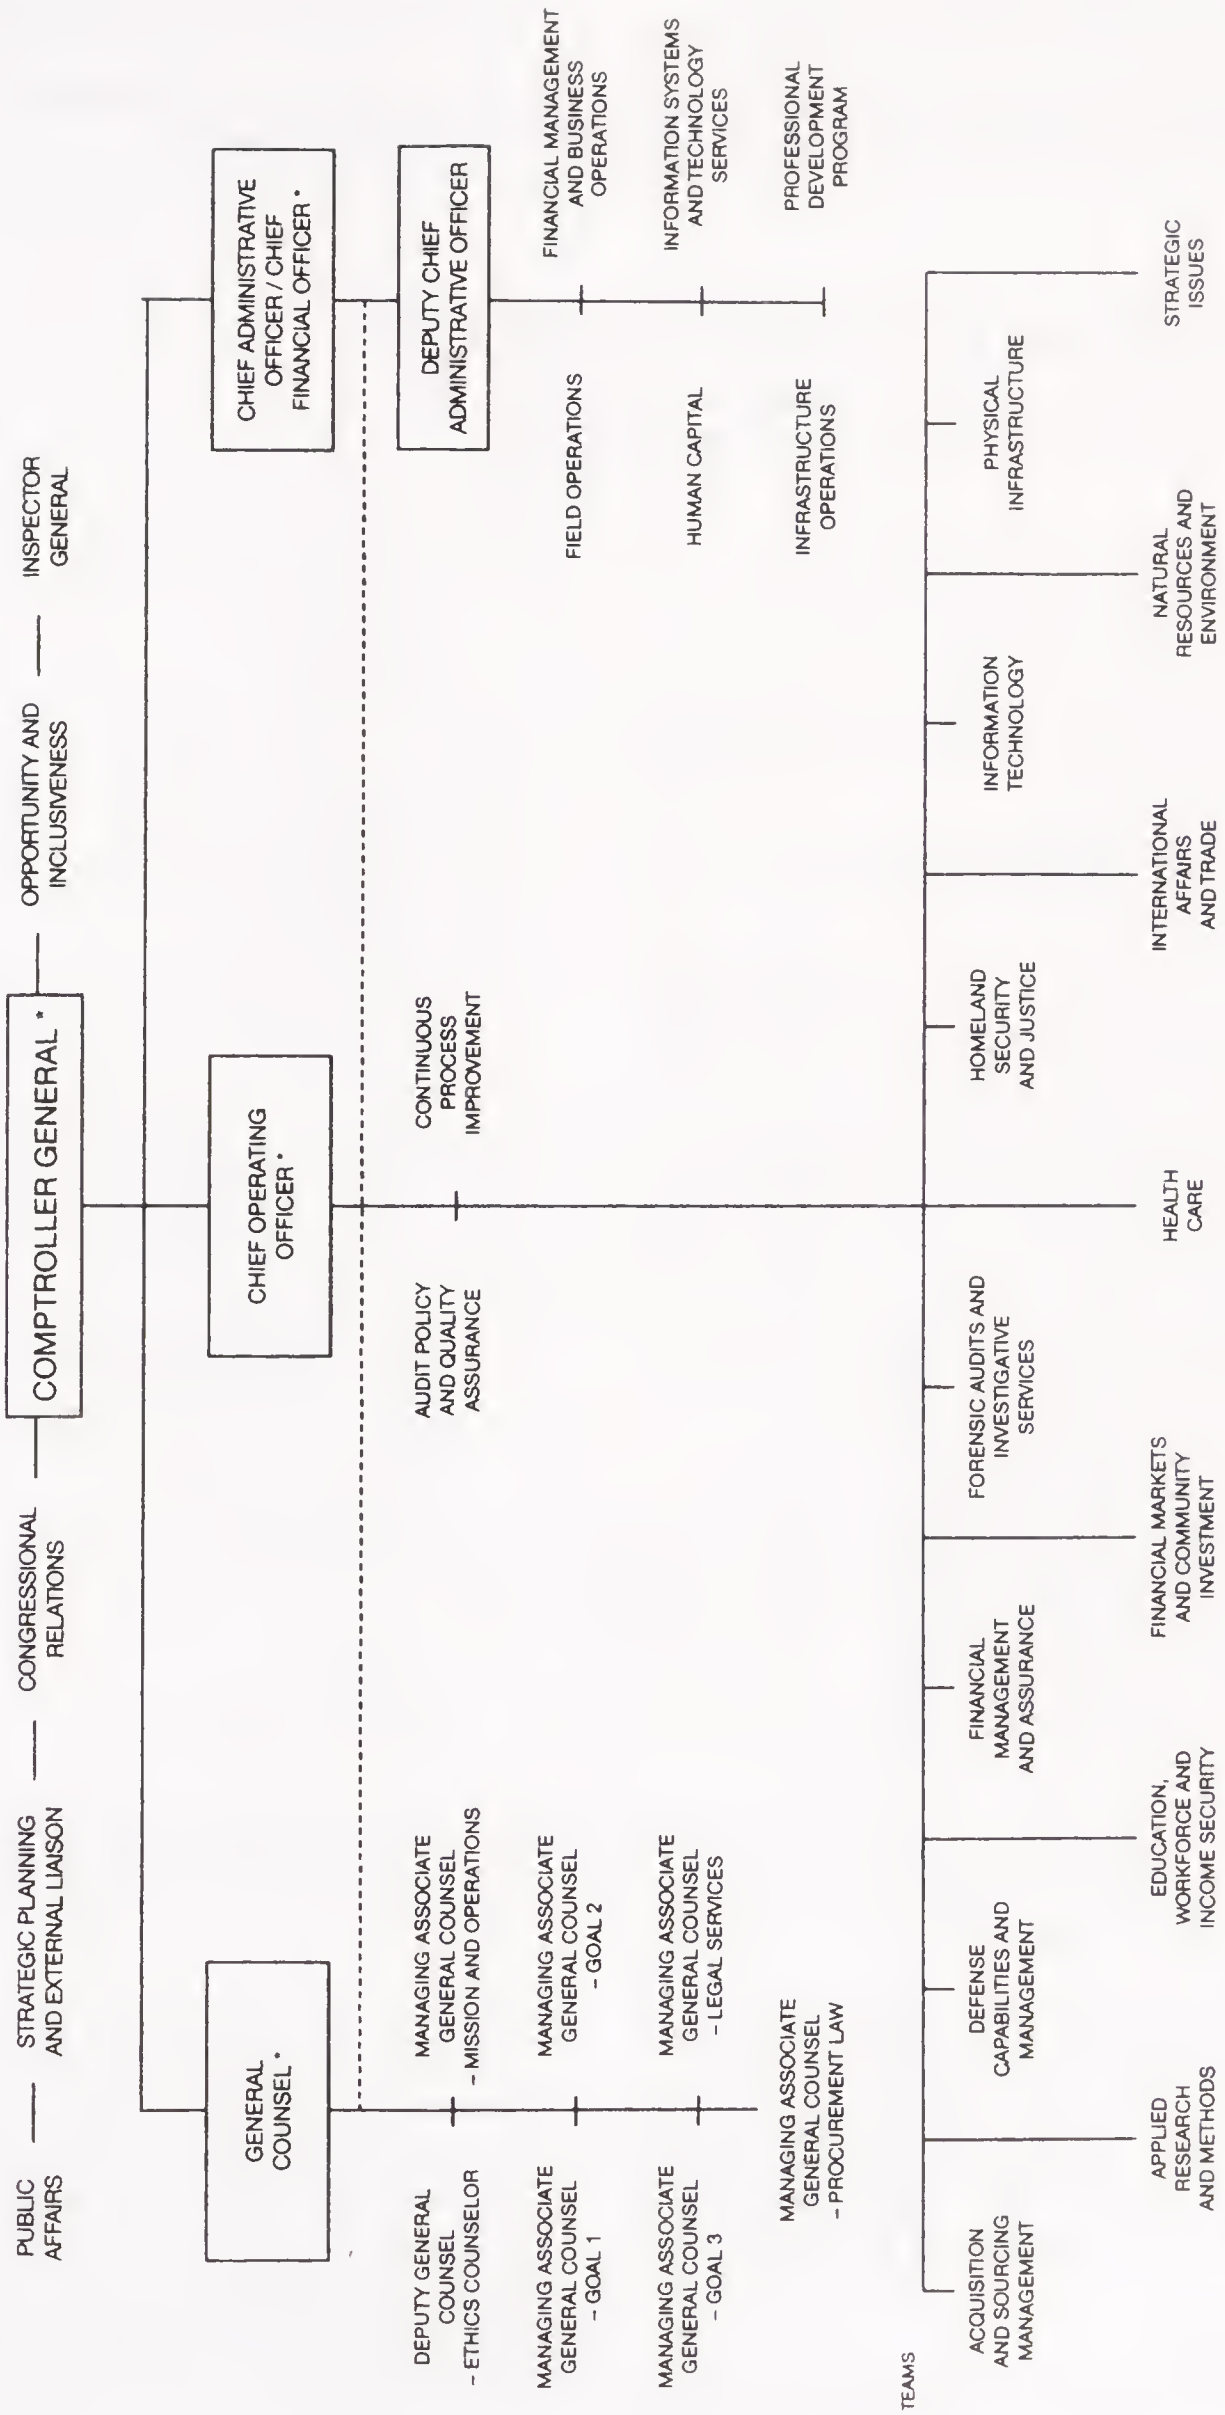 PUBLIC
AFFAIRS
STRATEGIC PLANNING
AND EXTERNAL LIAISON
CONGRESSIONAL
RELATIONS
COMPTROLLER GENERAL *
OPPORTUNITY AND
INCLUSIVENESS
INSPECTOR
GENERAL
GENERAL
COUNSEL *
CHIEF OPERATING
OFFICER *
CHIEF ADMINISTRATIVE
OFFICER / CHIEF
FINANCIAL OFFICER *
DEPUTY GENERAL
COUNSEL
– ETHICS COUNSELOR
MANAGING ASSOCIATE
GENERAL COUNSEL
– MISSION AND OPERATIONS
MANAGING ASSOCIATE
GENERAL COUNSEL
– GOAL 1
MANAGING ASSOCIATE
GENERAL COUNSEL
– GOAL 2
MANAGING ASSOCIATE
GENERAL COUNSEL
– GOAL 3
MANAGING ASSOCIATE
GENERAL COUNSEL
– LEGAL SERVICES
MANAGING ASSOCIATE
GENERAL COUNSEL
– PROCUREMENT LAW
AUDIT POLICY
AND QUALITY
ASSURANCE
CONTINUOUS
PROCESS
IMPROVEMENT
DEPUTY CHIEF
ADMINISTRATIVE OFFICER
FIELD OPERATIONS
FINANCIAL MANAGEMENT
AND BUSINESS
OPERATIONS
HUMAN CAPITAL
INFORMATION SYSTEMS
AND TECHNOLOGY
SERVICES
INFRASTRUCTURE
OPERATIONS
PROFESSIONAL
DEVELOPMENT
PROGRAM
TEAMS
ACQUISITION
AND SOURCING
MANAGEMENT
DEFENSE
CAPABILITIES AND
MANAGEMENT
FINANCIAL
MANAGEMENT
AND ASSURANCE
FORENSIC AUDITS AND
INVESTIGATIVE
SERVICES
HOMELAND
SECURITY
AND JUSTICE
INFORMATION
TECHNOLOGY
PHYSICAL
INFRASTRUCTURE
APPLIED
RESEARCH
AND METHODS
EDUCATION,
WORKFORCE AND
INCOME SECURITY
FINANCIAL MARKETS
AND COMMUNITY
INVESTMENT
HEALTH
CARE
INTERNATIONAL
AFFAIRS
AND TRADE
NATURAL
RESOURCES AND
ENVIRONMENT
STRATEGIC
ISSUES